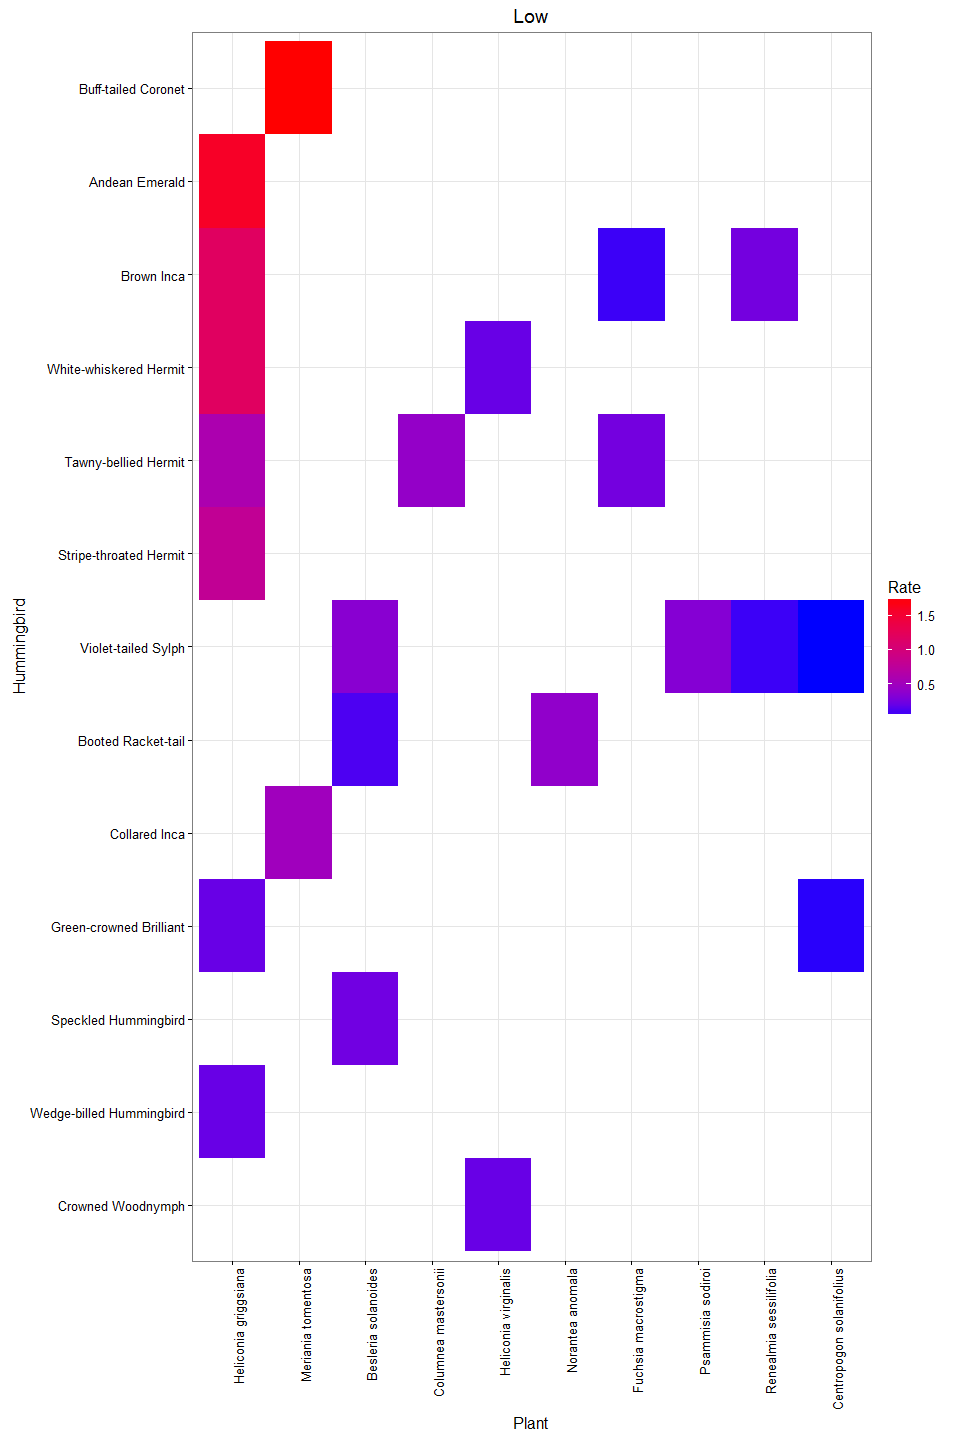 Low
Buff-tailed Coronet
Andean Emerald
Brown Inca
White-whiskered Hermit
Tawny-bellied Hermit
Stripe-throated Hermit
Violet-tailed Sylph
Booted Racket-tail
Collared Inca
Green-crowned Brilliant
Speckled Hummingbird
Wedge-billed Hummingbird
Crowned Woodnymph
Hummingbird
Heliconia griggsiana
Meriania tomentosa
Besleria solanoides
Columnea mastersonii
Heliconia virginalis
Norantea anomala
Fuchsia macrostigma
Psammisia sodiroi
Renealmia sessilifolia
Centropogon solanifolius
Plant
Rate
1.5
1.0
0.5